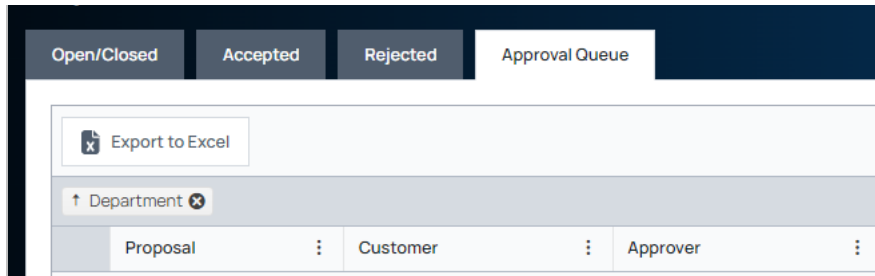 Open/Closed Accepted Rejected Approval Queue
Export to Excel
↑ Department
Proposal Customer Approver